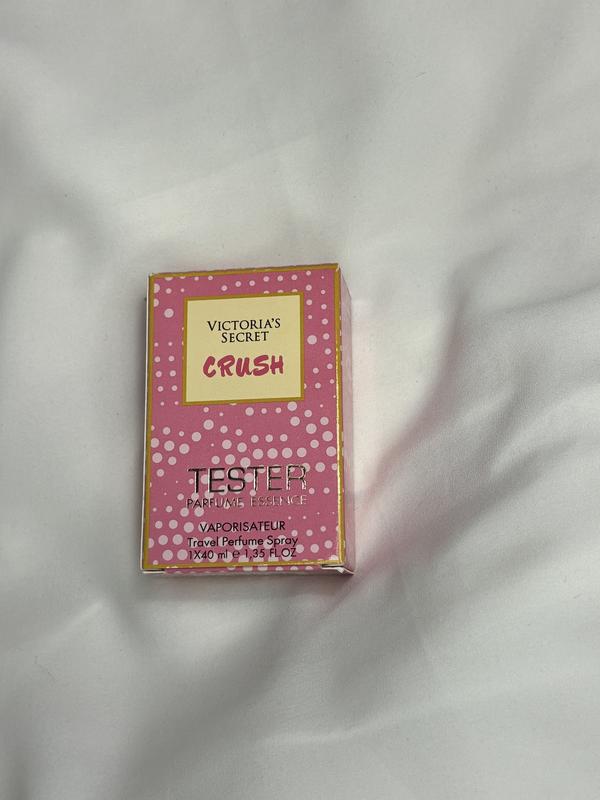 VICTORIA'S
SECRET
CRUSH
TESTER
PARFUME ESSENCE
VAPORISATEUR
Travel Perfume Spray
1X40 ml ℮ 1,35 FL OZ